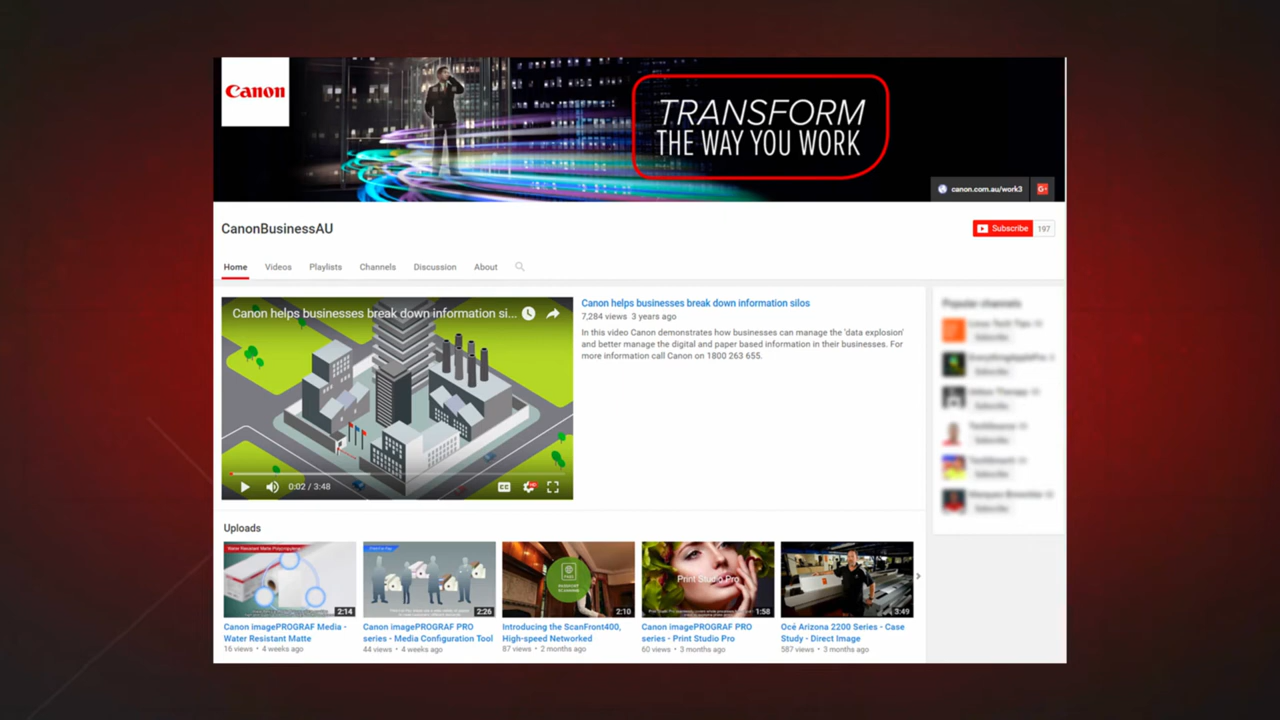 Canon
TRANSFORM
THE WAY YOU WORK
canon.com.au/work3
G+
CanonBusinessAU
Subscribe 197
Home Videos Playlists Channels Discussion About
Canon helps businesses break down information si...
Canon helps businesses break down information silos
7,284 views 3 years ago
In this video Canon demonstrates how businesses can manage the 'data explosion'
and better manage the digital and paper based information in their businesses. For
more information call Canon on 1800 263 655.
0:02 / 3:48
CC
HD
Popular channels
Uploads
Water Resistant Matte Polypropylene
2:14
2:26
2:10
Print Studio Pro
1:58
3:49
Canon imagePROGRAF Media -
Water Resistant Matte
16 views • 4 weeks ago
Canon imagePROGRAF PRO
series - Media Configuration Tool
44 views • 4 weeks ago
Introducing the ScanFront400,
High-speed Networked
87 views • 2 months ago
Canon imagePROGRAF PRO
series - Print Studio Pro
60 views • 3 months ago
Océ Arizona 2200 Series - Case
Study - Direct Image
587 views • 3 months ago